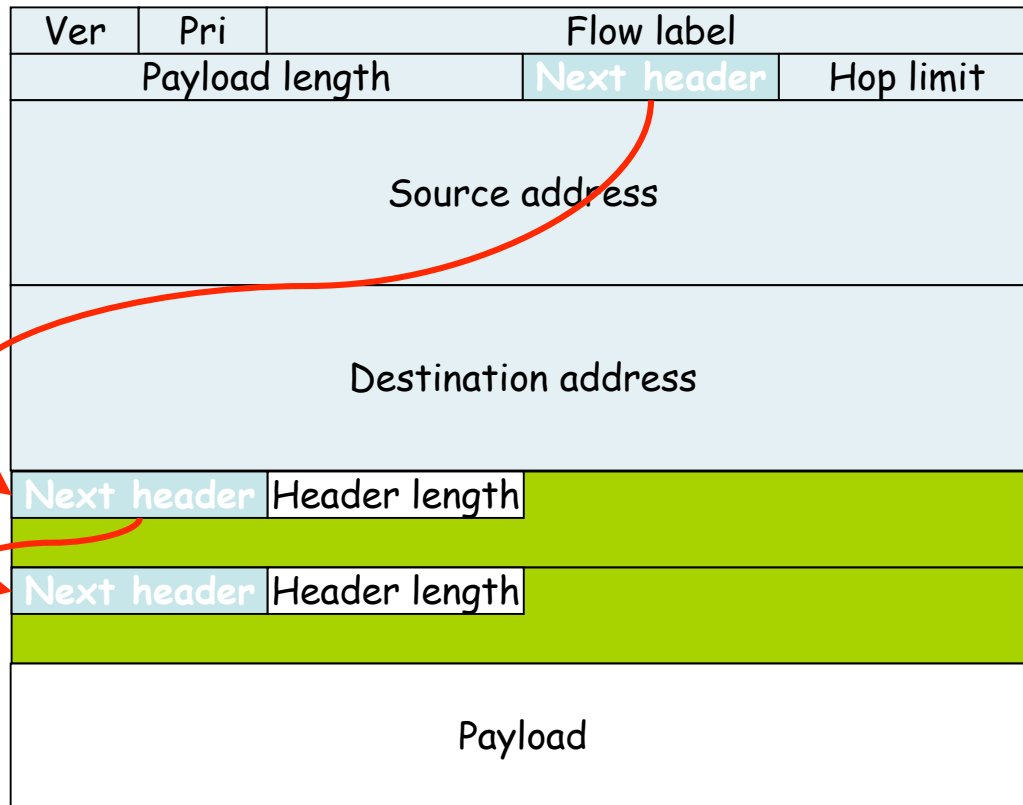 Ver Pri Flow label
Payload length Next header Hop limit
Source address
Destination address
Next header Header length
Next header Header length
Payload